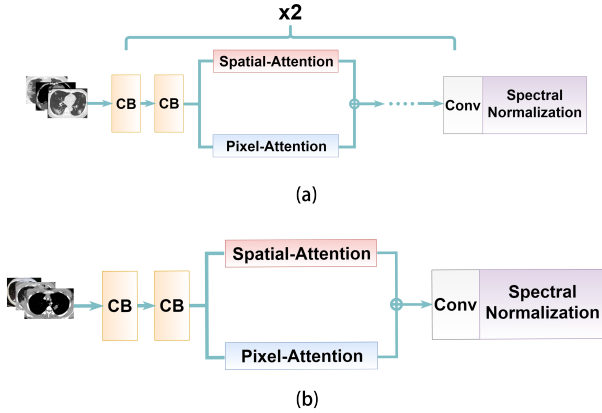 x2
CB
CB
Spatial-Attention
Pixel-Attention
Conv
Spectral
Normalization
(a)
CB
CB
Spatial-Attention
Pixel-Attention
Conv
Spectral
Normalization
(b)